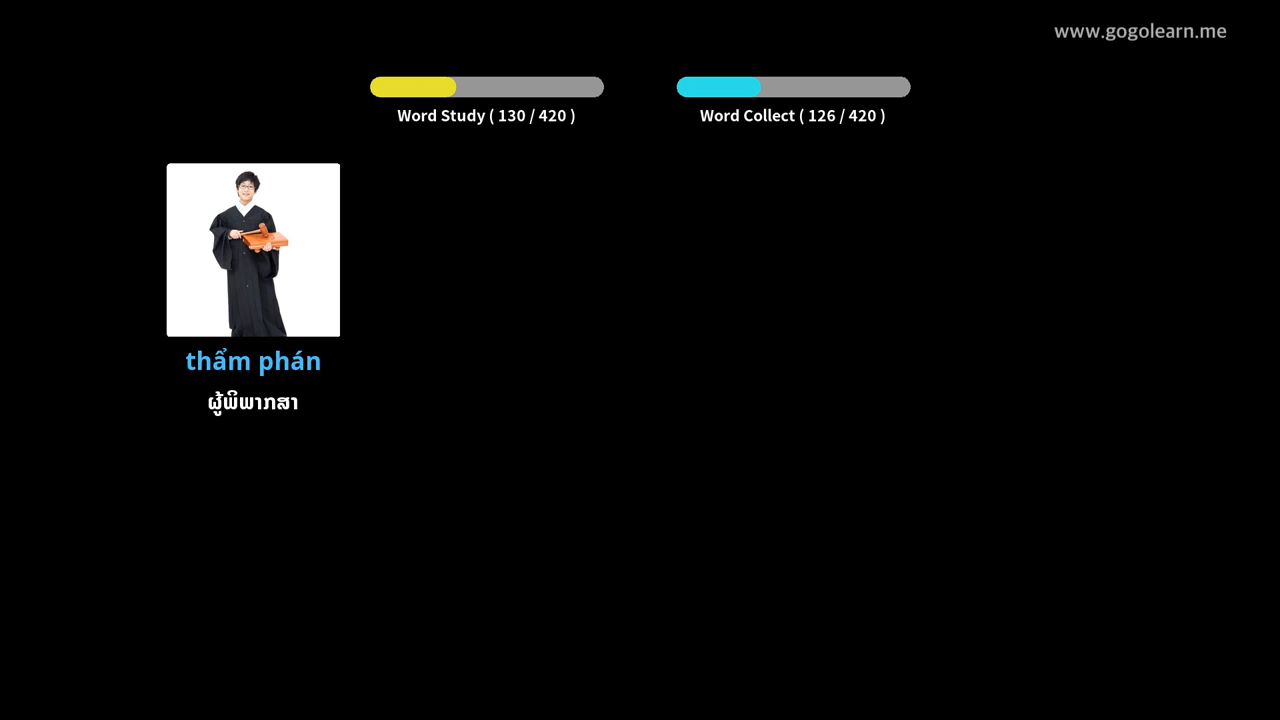 www.gogolearn.me
Word Study ( 130 / 420 )
Word Collect ( 126 / 420 )
thẩm phán
ຜູ້ພິພາກສາ